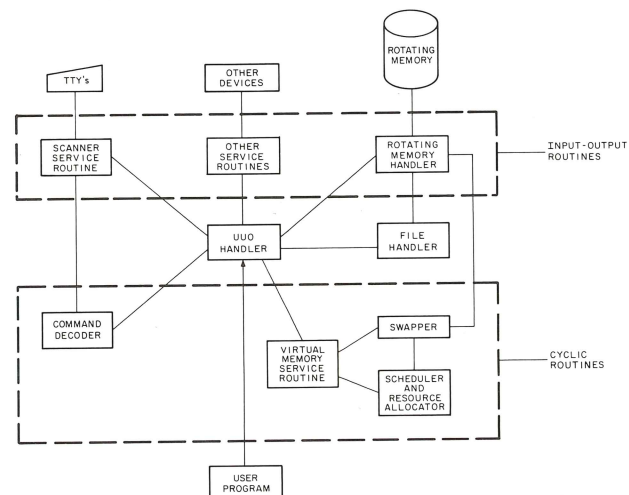 TTY's
OTHER
DEVICES
ROTATING
MEMORY
SCANNER
SERVICE
ROUTINE
OTHER
SERVICE
ROUTINES
ROTATING
MEMORY
HANDLER
INPUT-OUTPUT
ROUTINES
UUO
HANDLER
FILE
HANDLER
COMMAND
DECODER
VIRTUAL
MEMORY
SERVICE
ROUTINE
SWAPPER
SCHEDULER
AND
RESOURCE
ALLOCATOR
CYCLIC
ROUTINES
USER
PROGRAM